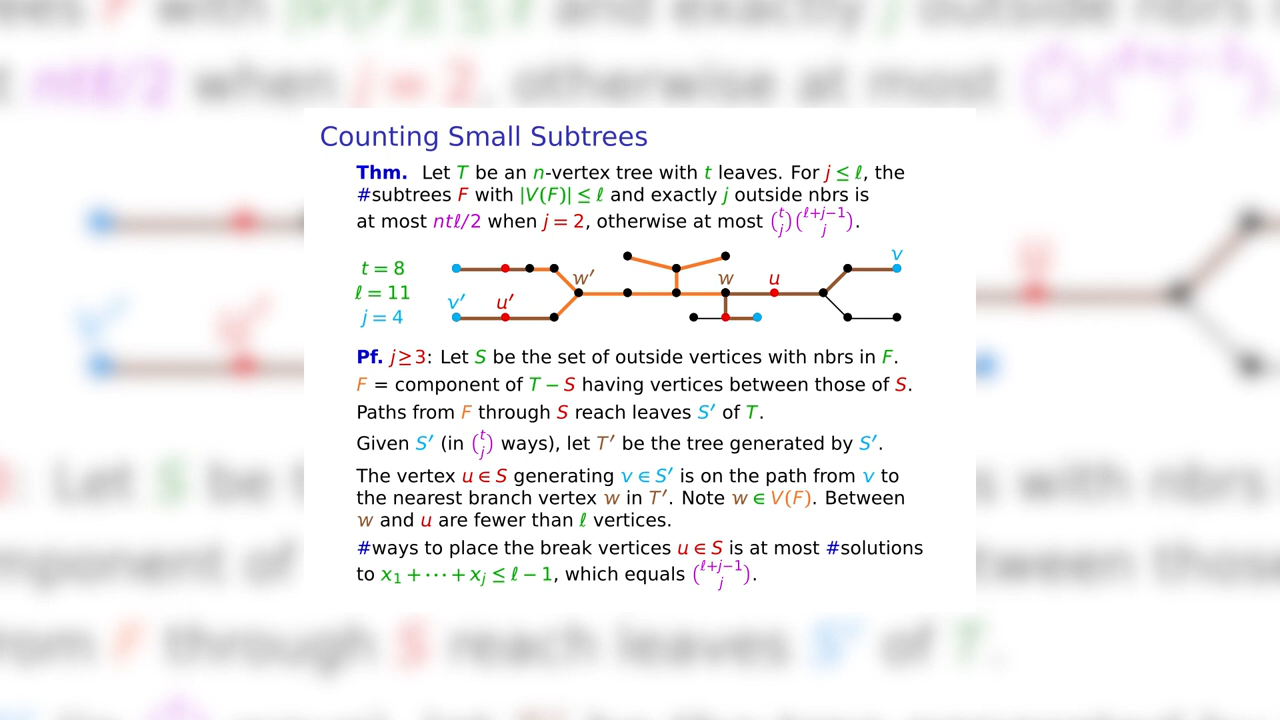 Counting Small Subtrees
Thm. Let T be an n-vertex tree with t leaves. For j ≤ ℓ, the
#subtrees F with |V(F)| ≤ ℓ and exactly j outside nbrs is
at most ntℓ/2 when j = 2, otherwise at most (t j)(ℓ+j−1 j).
t = 8
ℓ = 11
j = 4
w′
w
u
v
v′
u′
Pf. j ≥ 3: Let S be the set of outside vertices with nbrs in F.
F = component of T − S having vertices between those of S.
Paths from F through S reach leaves S′ of T.
Given S′ (in (t j) ways), let T′ be the tree generated by S′.
The vertex u ∈ S generating v ∈ S′ is on the path from v to
the nearest branch vertex w in T′. Note w ∈ V(F). Between
w and u are fewer than ℓ vertices.
#ways to place the break vertices u ∈ S is at most #solutions
to x₁ + ⋯ + xⱼ ≤ ℓ − 1, which equals (ℓ+j−1 j).